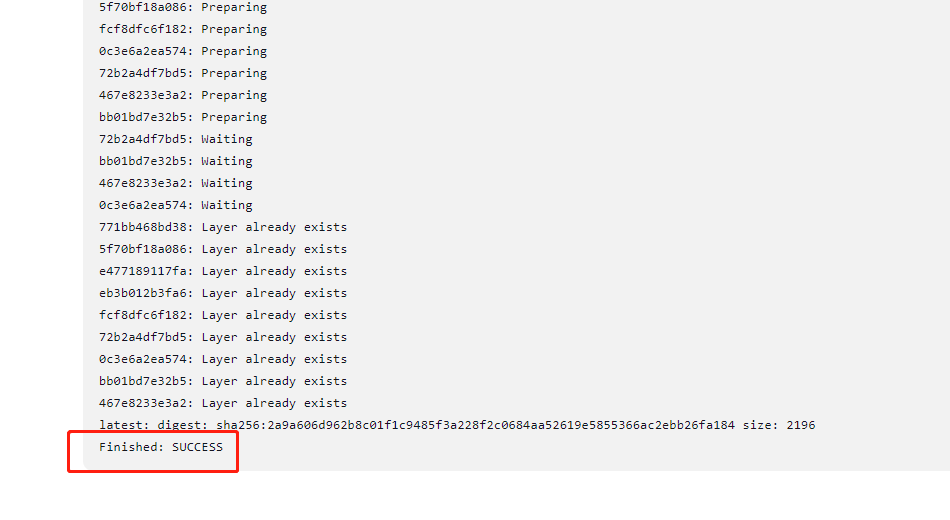 5f70bf18a086: Preparing
fcf8dfc6f182: Preparing
0c3e6a2ea574: Preparing
72b2a4df7bd5: Preparing
467e8233e3a2: Preparing
bb01bd7e32b5: Preparing
72b2a4df7bd5: Waiting
bb01bd7e32b5: Waiting
467e8233e3a2: Waiting
0c3e6a2ea574: Waiting
771bb468bd38: Layer already exists
5f70bf18a086: Layer already exists
e477189117fa: Layer already exists
eb3b012b3fa6: Layer already exists
fcf8dfc6f182: Layer already exists
72b2a4df7bd5: Layer already exists
0c3e6a2ea574: Layer already exists
bb01bd7e32b5: Layer already exists
467e8233e3a2: Layer already exists
latest: digest: sha256:2a9a606d962b8c01f1c9485f3a228f2c0684aa52619e5855366ac2ebb26fa184 size: 2196
Finished: SUCCESS